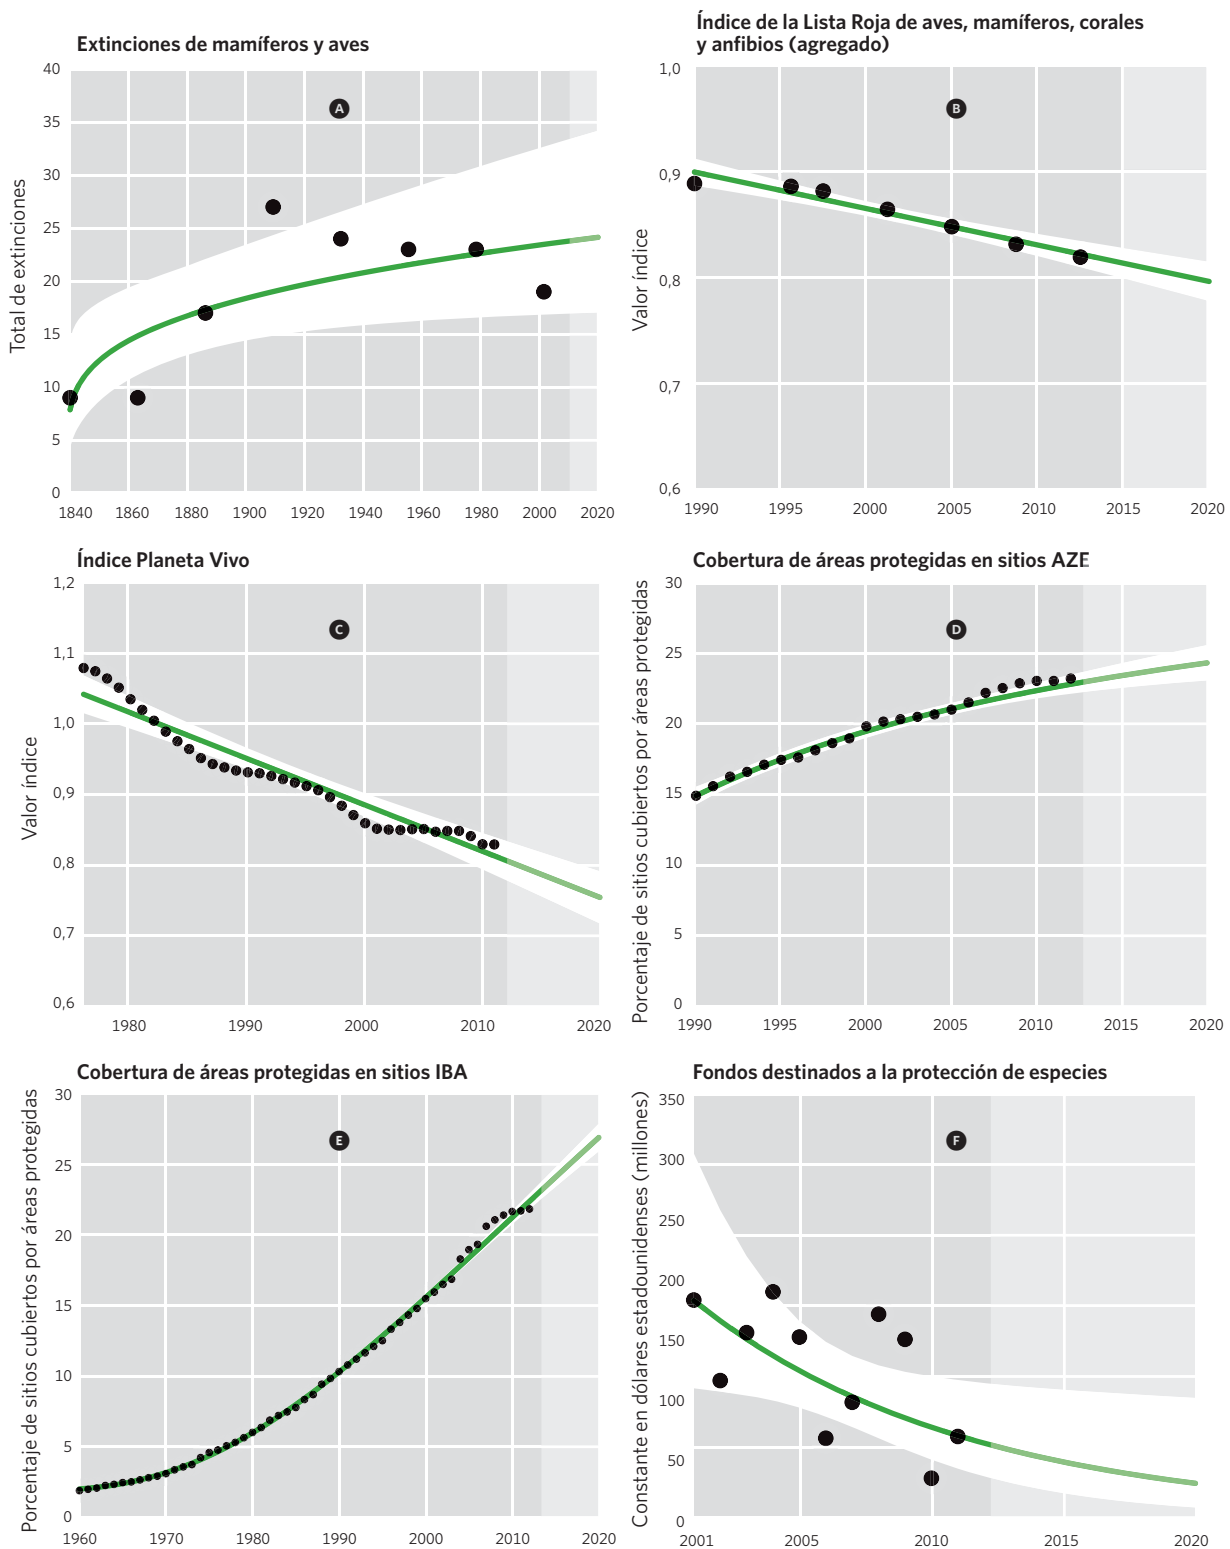 Extinciones de mamíferos y aves
40
35
30
25
20
15
10
5
0
Total de extinciones
A
1840 1860 1880 1900 1920 1940 1960 1980 2000 2020
Índice de la Lista Roja de aves, mamíferos, corales
y anfibios (agregado)
1,0
0,9
0,8
0,7
0,6
Valor índice
B
1990 1995 2000 2005 2010 2015 2020
Índice Planeta Vivo
1,2
1,1
1,0
0,9
0,8
0,7
0,6
Valor índice
C
1980 1990 2000 2010 2020
Cobertura de áreas protegidas en sitios AZE
30
25
20
15
10
5
0
Porcentaje de sitios cubiertos por áreas protegidas
D
1990 1995 2000 2005 2010 2015 2020
Cobertura de áreas protegidas en sitios IBA
30
25
20
15
10
5
0
Porcentaje de sitios cubiertos por áreas protegidas
E
1960 1970 1980 1990 2000 2010 2020
Fondos destinados a la protección de especies
350
300
250
200
150
100
50
0
Constante en dólares estadounidenses (millones)
F
2001 2005 2010 2015 2020